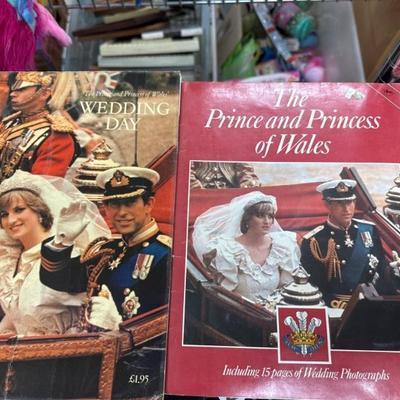 'The Prince and Princess of Wales'
WEDDING
DAY
£1.95
The
Prince and Princess
of Wales
Including 15 pages of Wedding Photographs